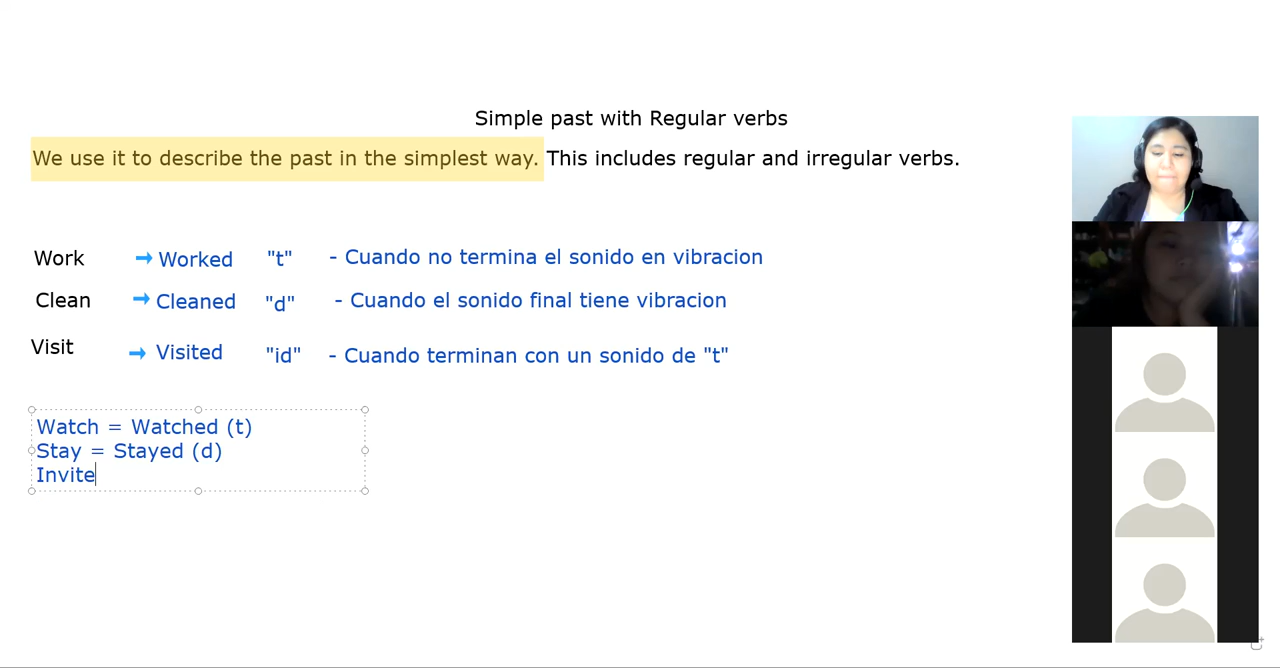 Simple past with Regular verbs
We use it to describe the past in the simplest way. This includes regular and irregular verbs.
Work → Worked "t" - Cuando no termina el sonido en vibracion
Clean → Cleaned "d" - Cuando el sonido final tiene vibracion
Visit → Visited "id" - Cuando terminan con un sonido de "t"
Watch = Watched (t)
Stay = Stayed (d)
Invite